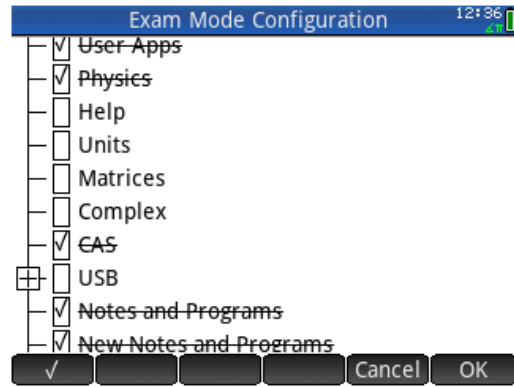 Exam Mode Configuration 12:36
∠π
User Apps
Physics
Help
Units
Matrices
Complex
CAS
USB
Notes and Programs
New Notes and Programs
√ Cancel OK